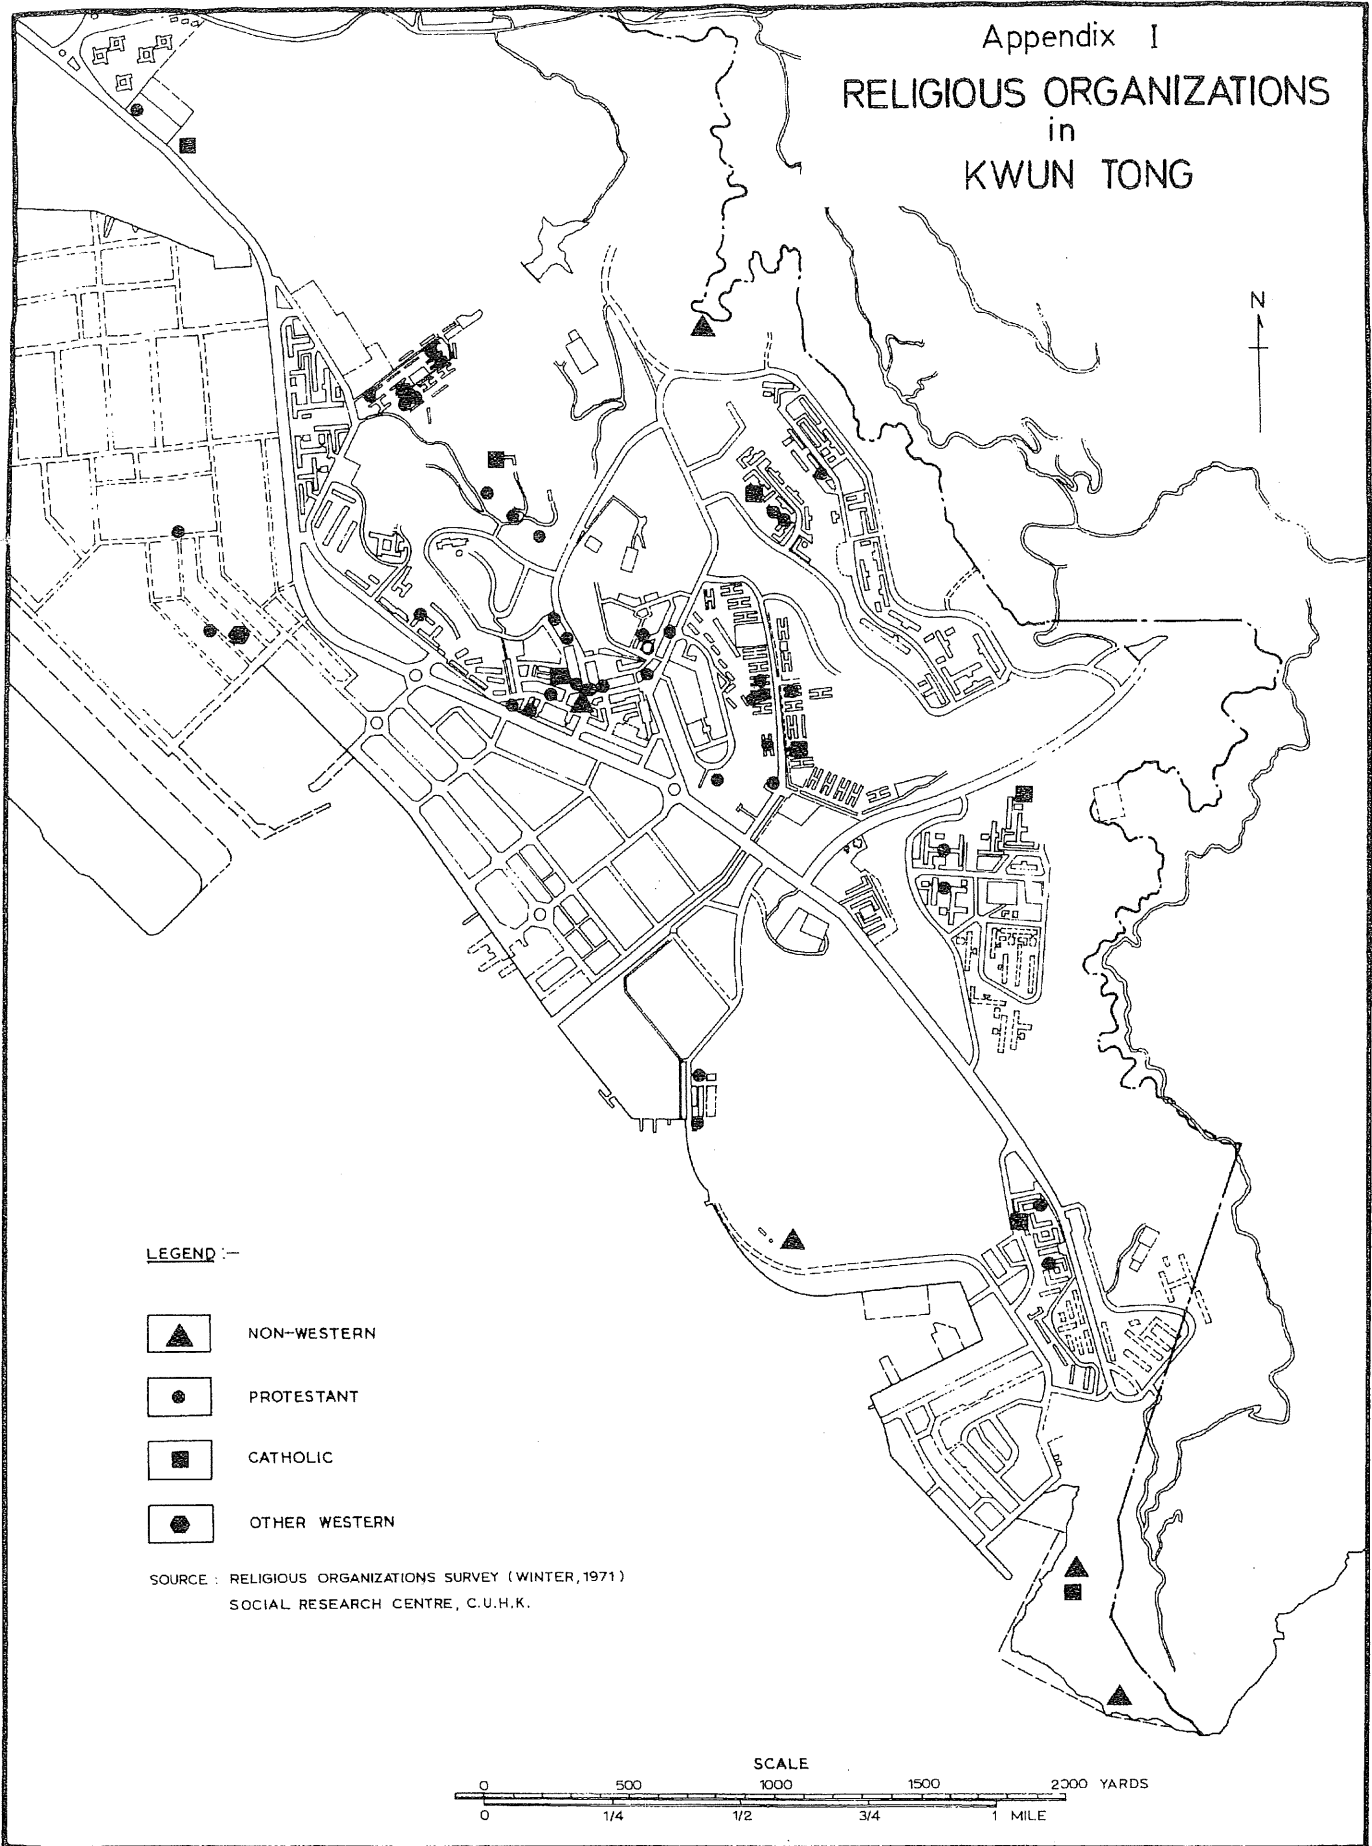 Appendix I
RELIGIOUS ORGANIZATIONS
in
KWUN TONG
N
LEGEND :—
NON-WESTERN
PROTESTANT
CATHOLIC
OTHER WESTERN
SOURCE : RELIGIOUS ORGANIZATIONS SURVEY (WINTER, 1971)
SOCIAL RESEARCH CENTRE, C.U.H.K.
SCALE
0 500 1000 1500 2000 YARDS
0 1/4 1/2 3/4 1 MILE